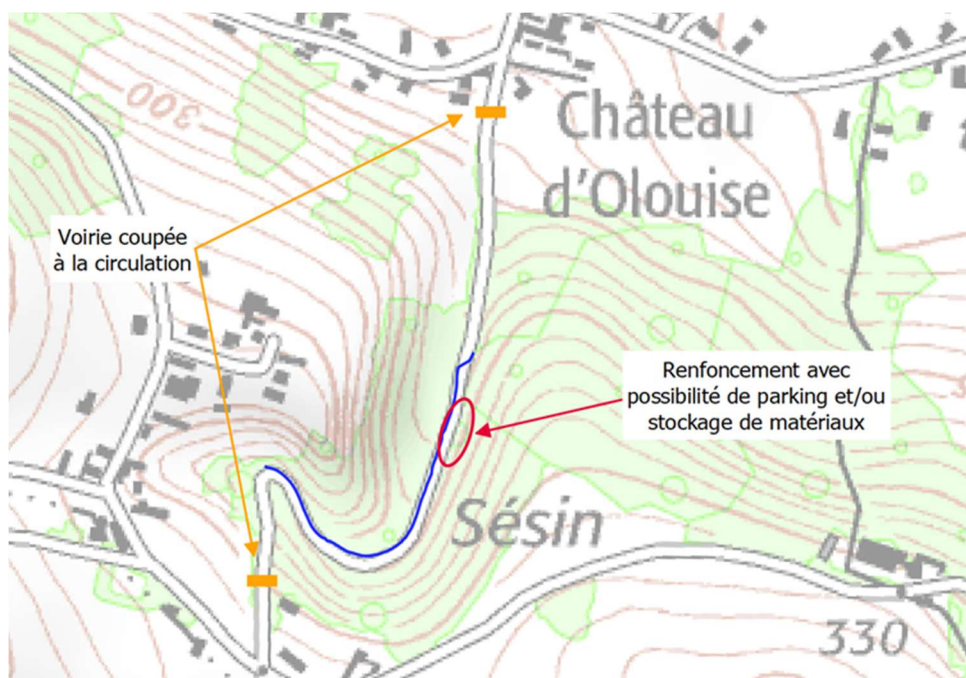 300
Château
d'Olouise
Voirie coupée
à la circulation
Renfoncement avec
possibilité de parking et/ou
stockage de matériaux
Sésin
330